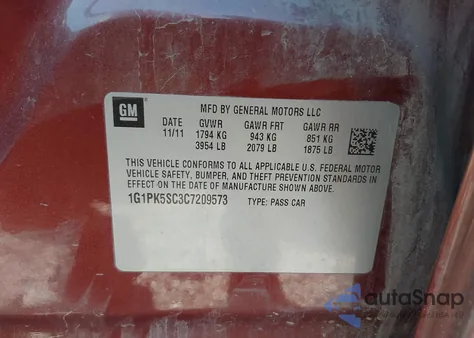 GM
MFD BY GENERAL MOTORS LLC
DATE GVWR GAWR FRT GAWR RR
11/11 1794 KG 943 KG 851 KG
3954 LB 2079 LB 1875 LB
THIS VEHICLE CONFORMS TO ALL APPLICABLE U.S. FEDERAL MOTOR
VEHICLE SAFETY, BUMPER, AND THEFT PREVENTION STANDARDS IN
EFFECT ON THE DATE OF MANUFACTURE SHOWN ABOVE.
1G1PK5SC3C7209573 TYPE: PASS CAR
autaSnap